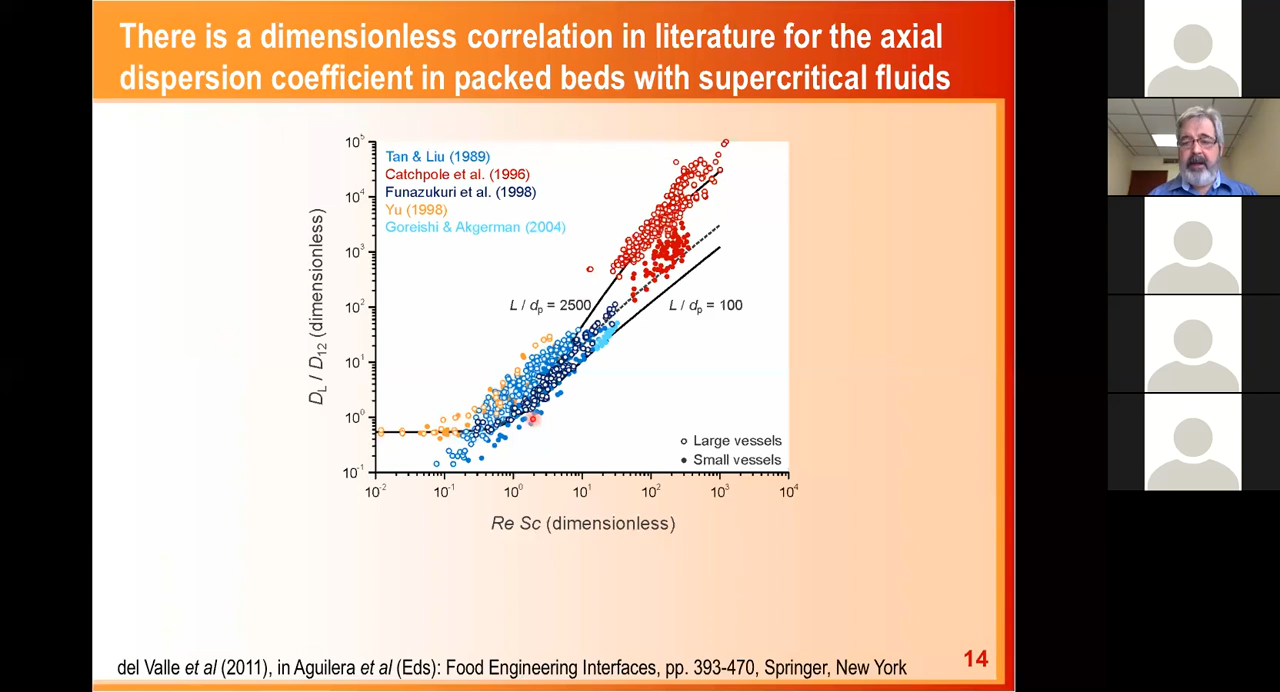 There is a dimensionless correlation in literature for the axial
dispersion coefficient in packed beds with supercritical fluids
Tan & Liu (1989)
Catchpole et al. (1996)
Funazukuri et al. (1998)
Yu (1998)
Goreishi & Akgerman (2004)
10⁵
10⁴
10³
10²
10¹
10⁰
10⁻¹
D_L / D₁₂ (dimensionless)
L / d_p = 2500
L / d_p = 100
Large vessels
Small vessels
10⁻²
10⁻¹
10⁰
10¹
10²
10³
10⁴
Re Sc (dimensionless)
del Valle et al (2011), in Aguilera et al (Eds): Food Engineering Interfaces, pp. 393-470, Springer, New York
14